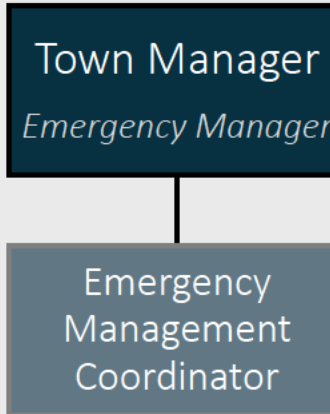 Town Manager
Emergency Manager
Emergency
Management
Coordinator